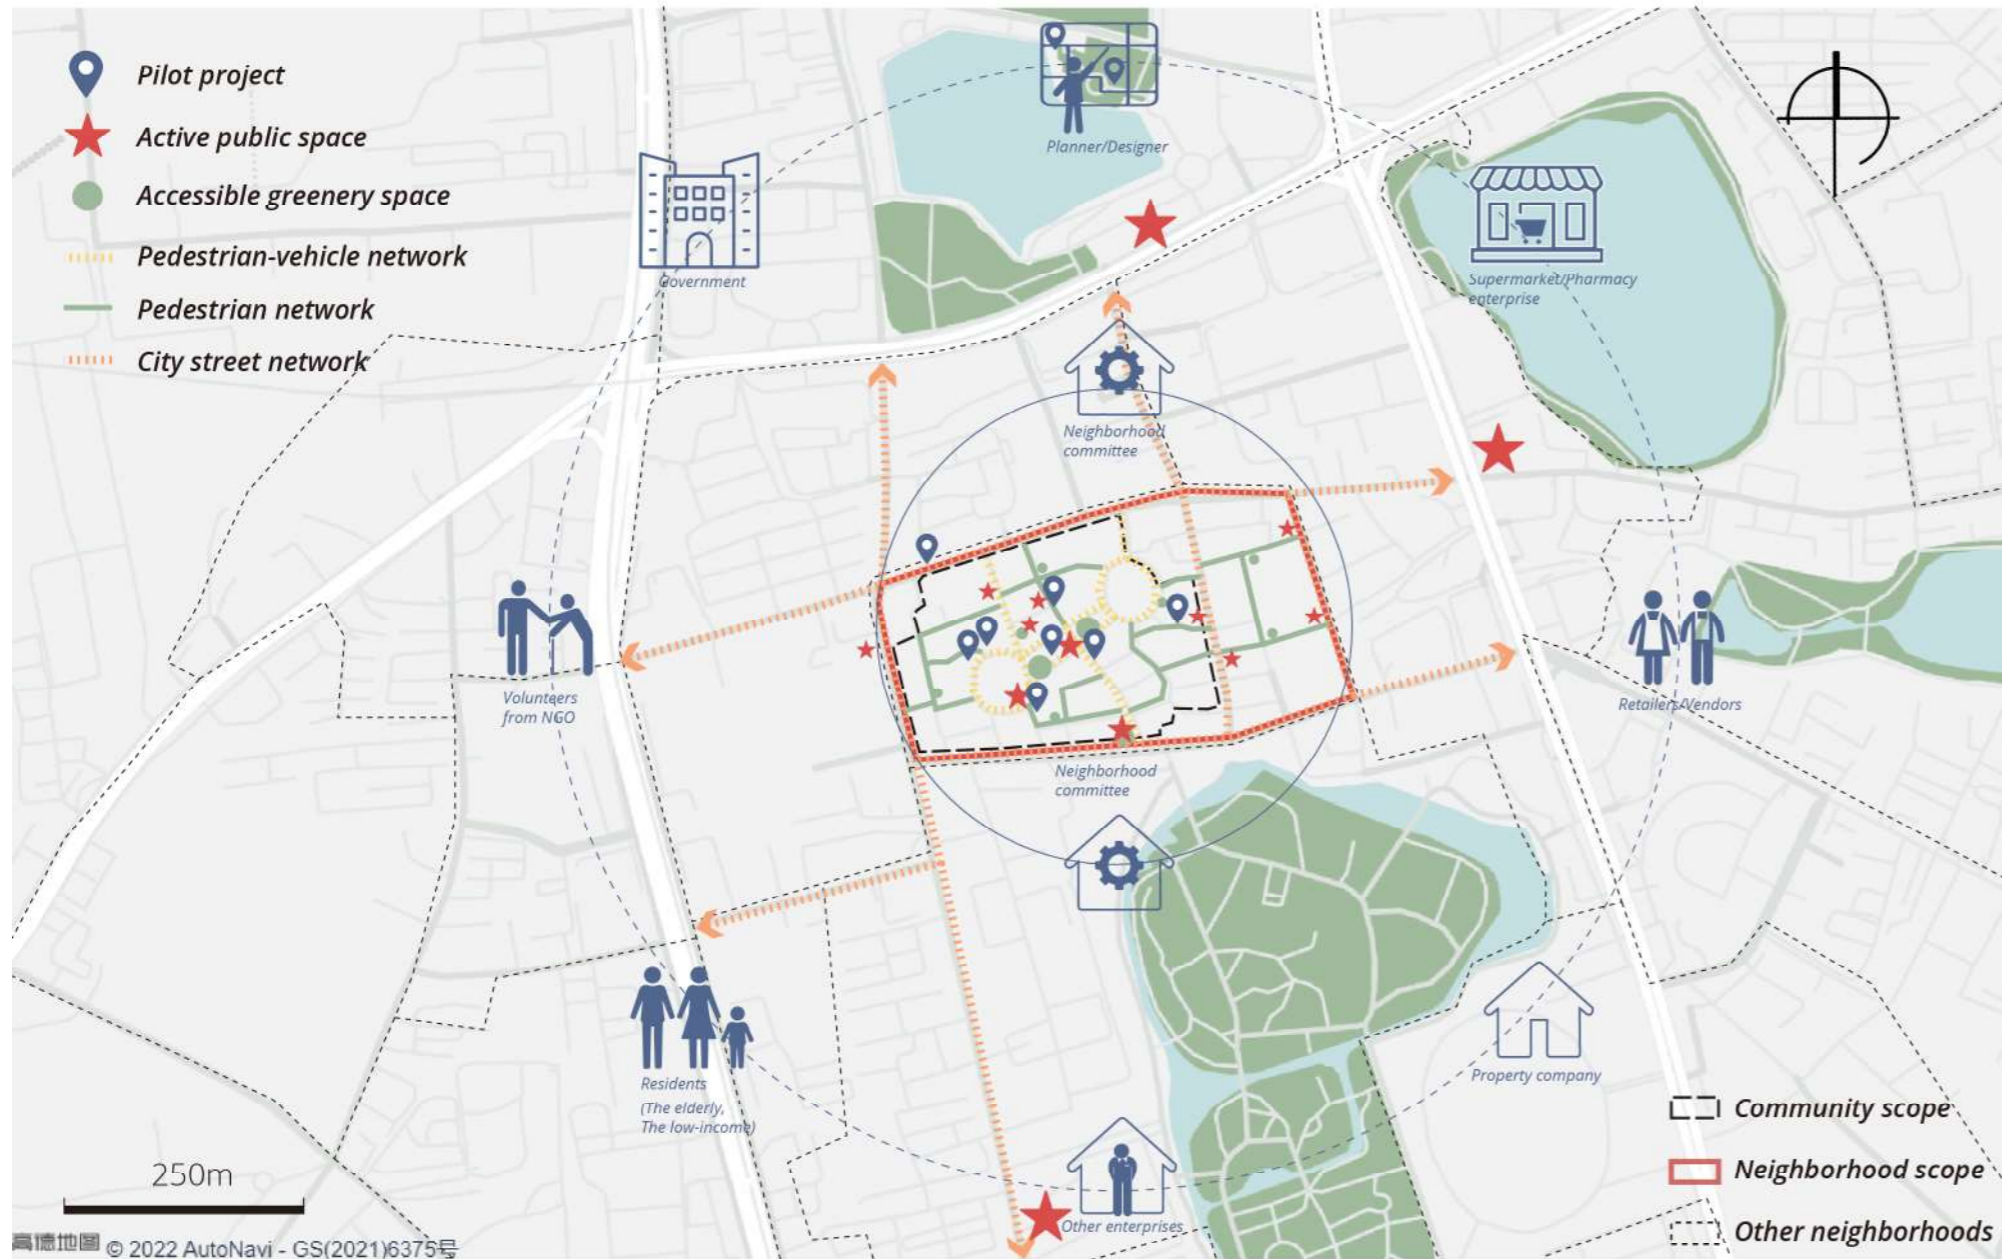 Pilot project
Active public space
Accessible greenery space
Pedestrian-vehicle network
Pedestrian network
City street network
Planner/Designer
Government
Supermarket/Pharmacy
enterprise
Neighborhood
committee
Volunteers
from NGO
Retailers/Vendors
Neighborhood
committee
Residents
(The elderly,
The low-income)
Property company
Other enterprises
Community scope
Neighborhood scope
Other neighborhoods
250m
高德地图 © 2022 AutoNavi - GS(2021)6375号